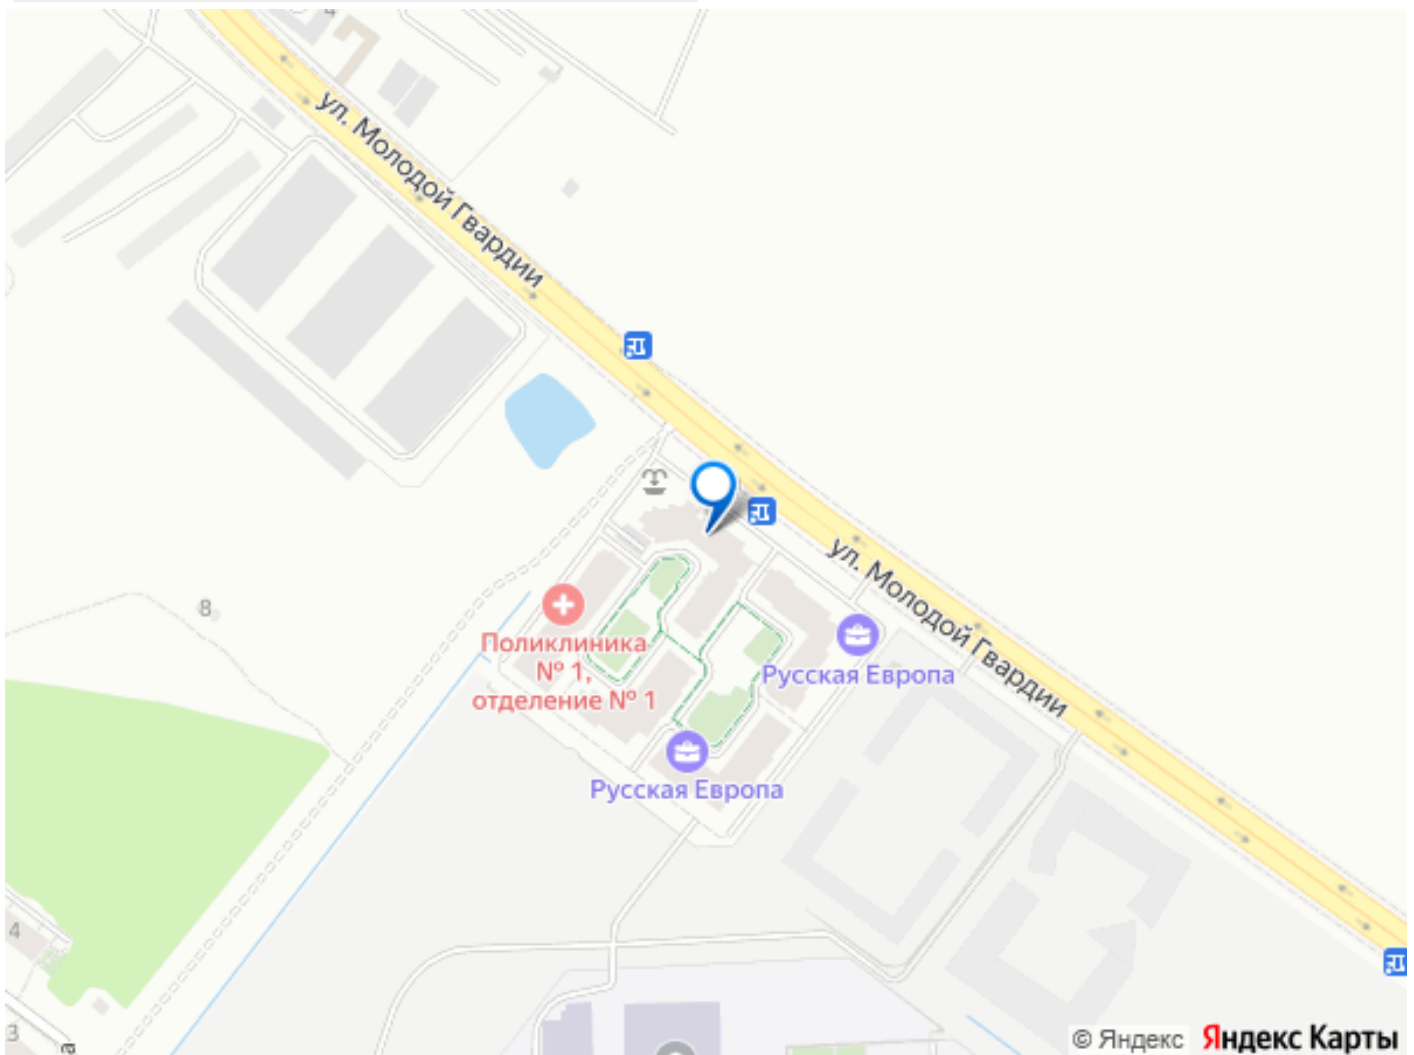 4
ул. Молодой Гвардии
8
Поликлиника
№ 1,
отделение № 1
ул. Молодой Гвардии
Русская Европа
Русская Европа
4
3
а
© Яндекс Яндекс Карты